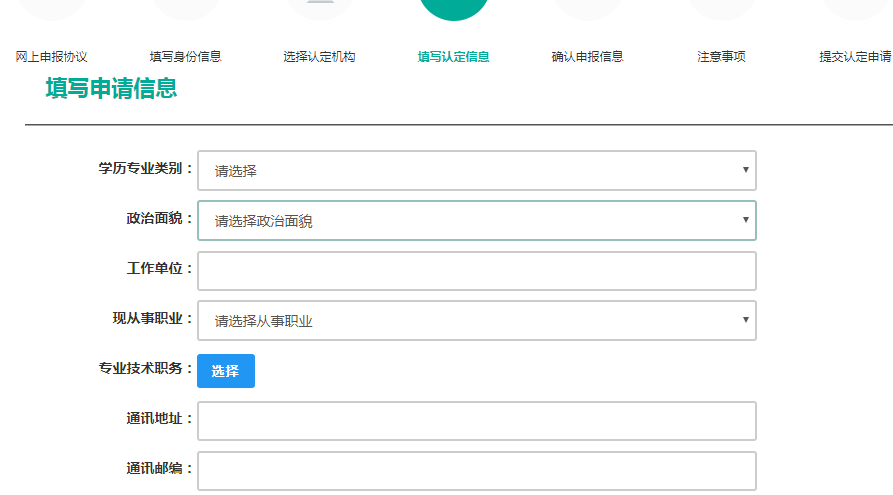 网上申报协议 填写身份信息 选择认定机构 填写认定信息 确认申报信息 注意事项 提交认定申请
填写申请信息
学历专业类别： 请选择
政治面貌： 请选择政治面貌
工作单位：
现从事职业： 请选择从事职业
专业技术职务： 选择
通讯地址：
通讯邮编：